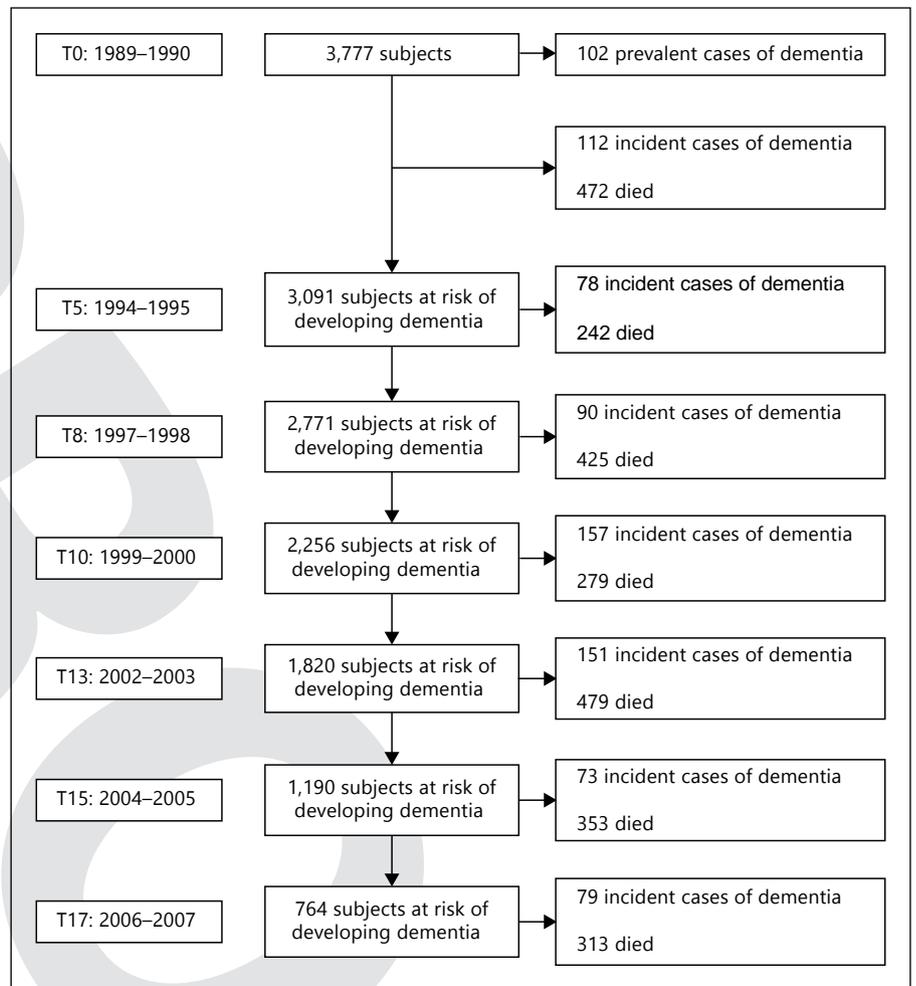 T0: 1989–1990
3,777 subjects
102 prevalent cases of dementia
112 incident cases of dementia
472 died
T5: 1994–1995
3,091 subjects at risk of
developing dementia
78 incident cases of dementia
242 died
T8: 1997–1998
2,771 subjects at risk of
developing dementia
90 incident cases of dementia
425 died
T10: 1999–2000
2,256 subjects at risk of
developing dementia
157 incident cases of dementia
279 died
T13: 2002–2003
1,820 subjects at risk of
developing dementia
151 incident cases of dementia
479 died
T15: 2004–2005
1,190 subjects at risk of
developing dementia
73 incident cases of dementia
353 died
T17: 2006–2007
764 subjects at risk of
developing dementia
79 incident cases of dementia
313 died